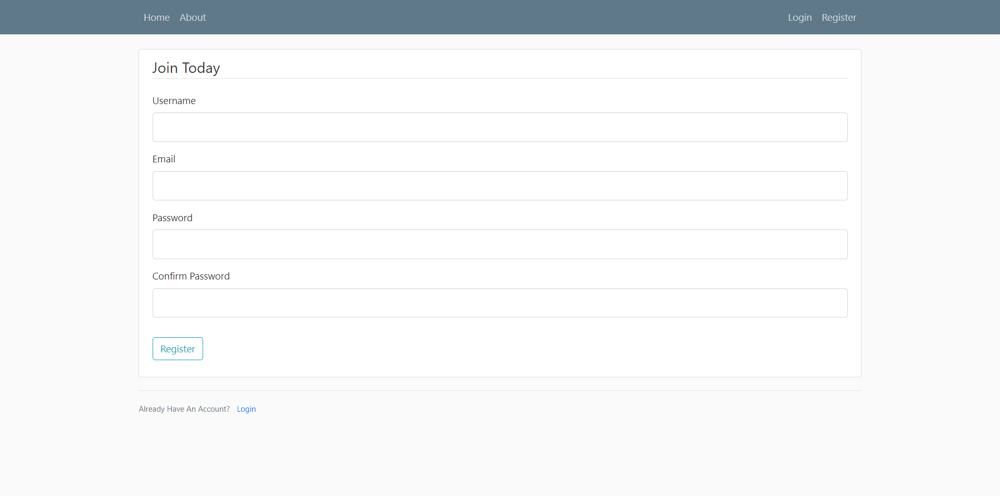 Home About Login Register
Join Today
Username
Email
Password
Confirm Password
Register
Already Have An Account? Login